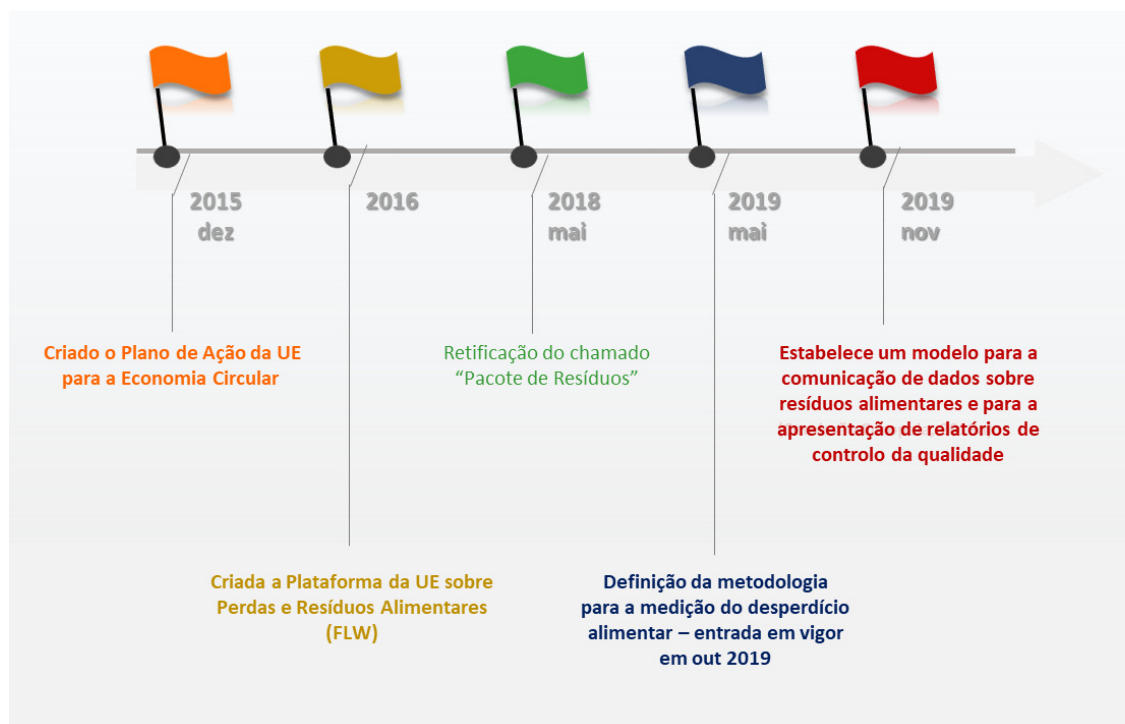 2015
dez
2016
2018
mai
2019
mai
2019
nov
Criado o Plano de Ação da UE
para a Economia Circular
Retificação do chamado
“Pacote de Resíduos”
Estabelece um modelo para a
comunicação de dados sobre
resíduos alimentares e para a
apresentação de relatórios de
controlo da qualidade
Criada a Plataforma da UE sobre
Perdas e Resíduos Alimentares
(FLW)
Definição da metodologia
para a medição do desperdício
alimentar – entrada em vigor
em out 2019